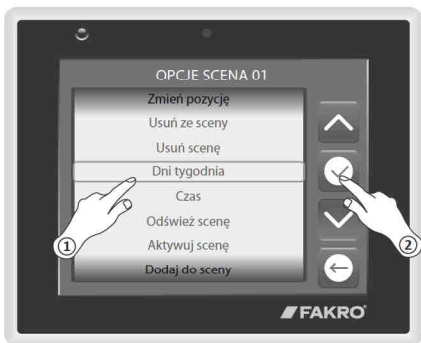 OPCJE SCENA 01
Zmień pozycję
Usuń ze sceny
Usuń scenę
Dni tygodnia
Czas
Odśwież scenę
Aktywuj scenę
Dodaj do sceny
1
2
FAKRO